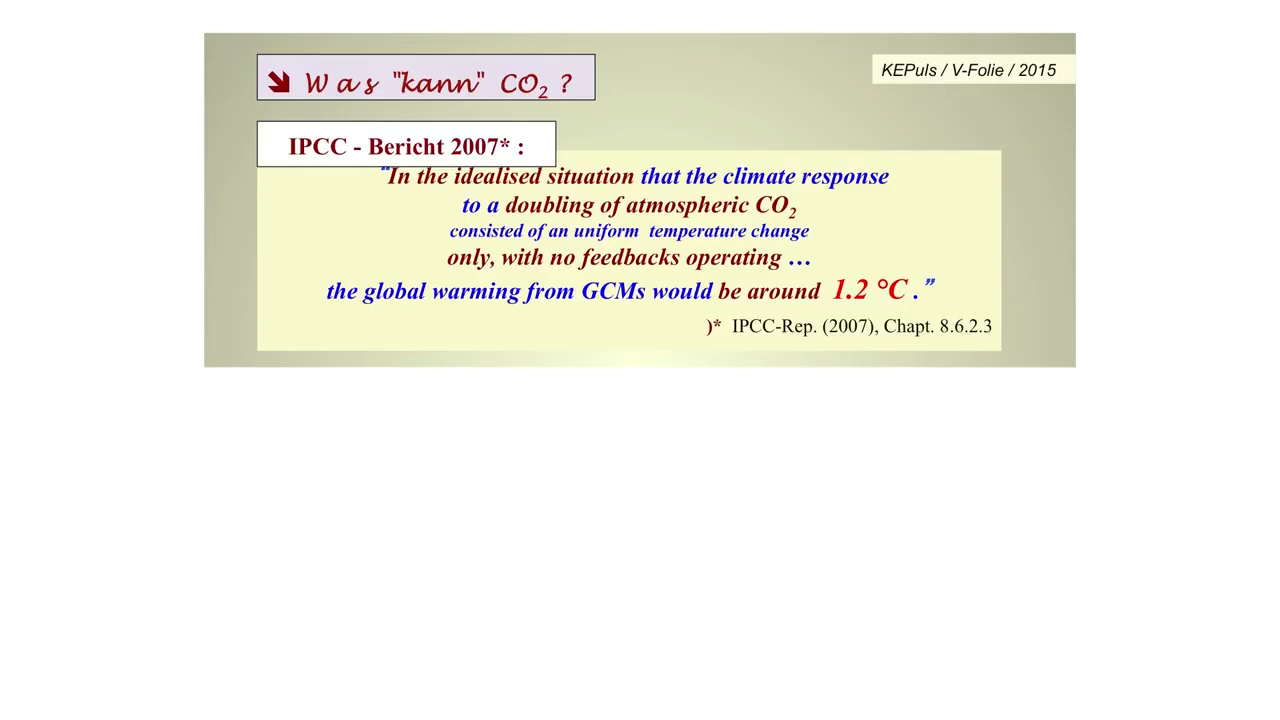 ➘ W a s "kann" CO₂ ?
KEPuls / V-Folie / 2015
IPCC - Bericht 2007* :
"In the idealised situation that the climate response
to a doubling of atmospheric CO₂
consisted of an uniform temperature change
only, with no feedbacks operating …
the global warming from GCMs would be around 1.2 °C .”
)* IPCC-Rep. (2007), Chapt. 8.6.2.3